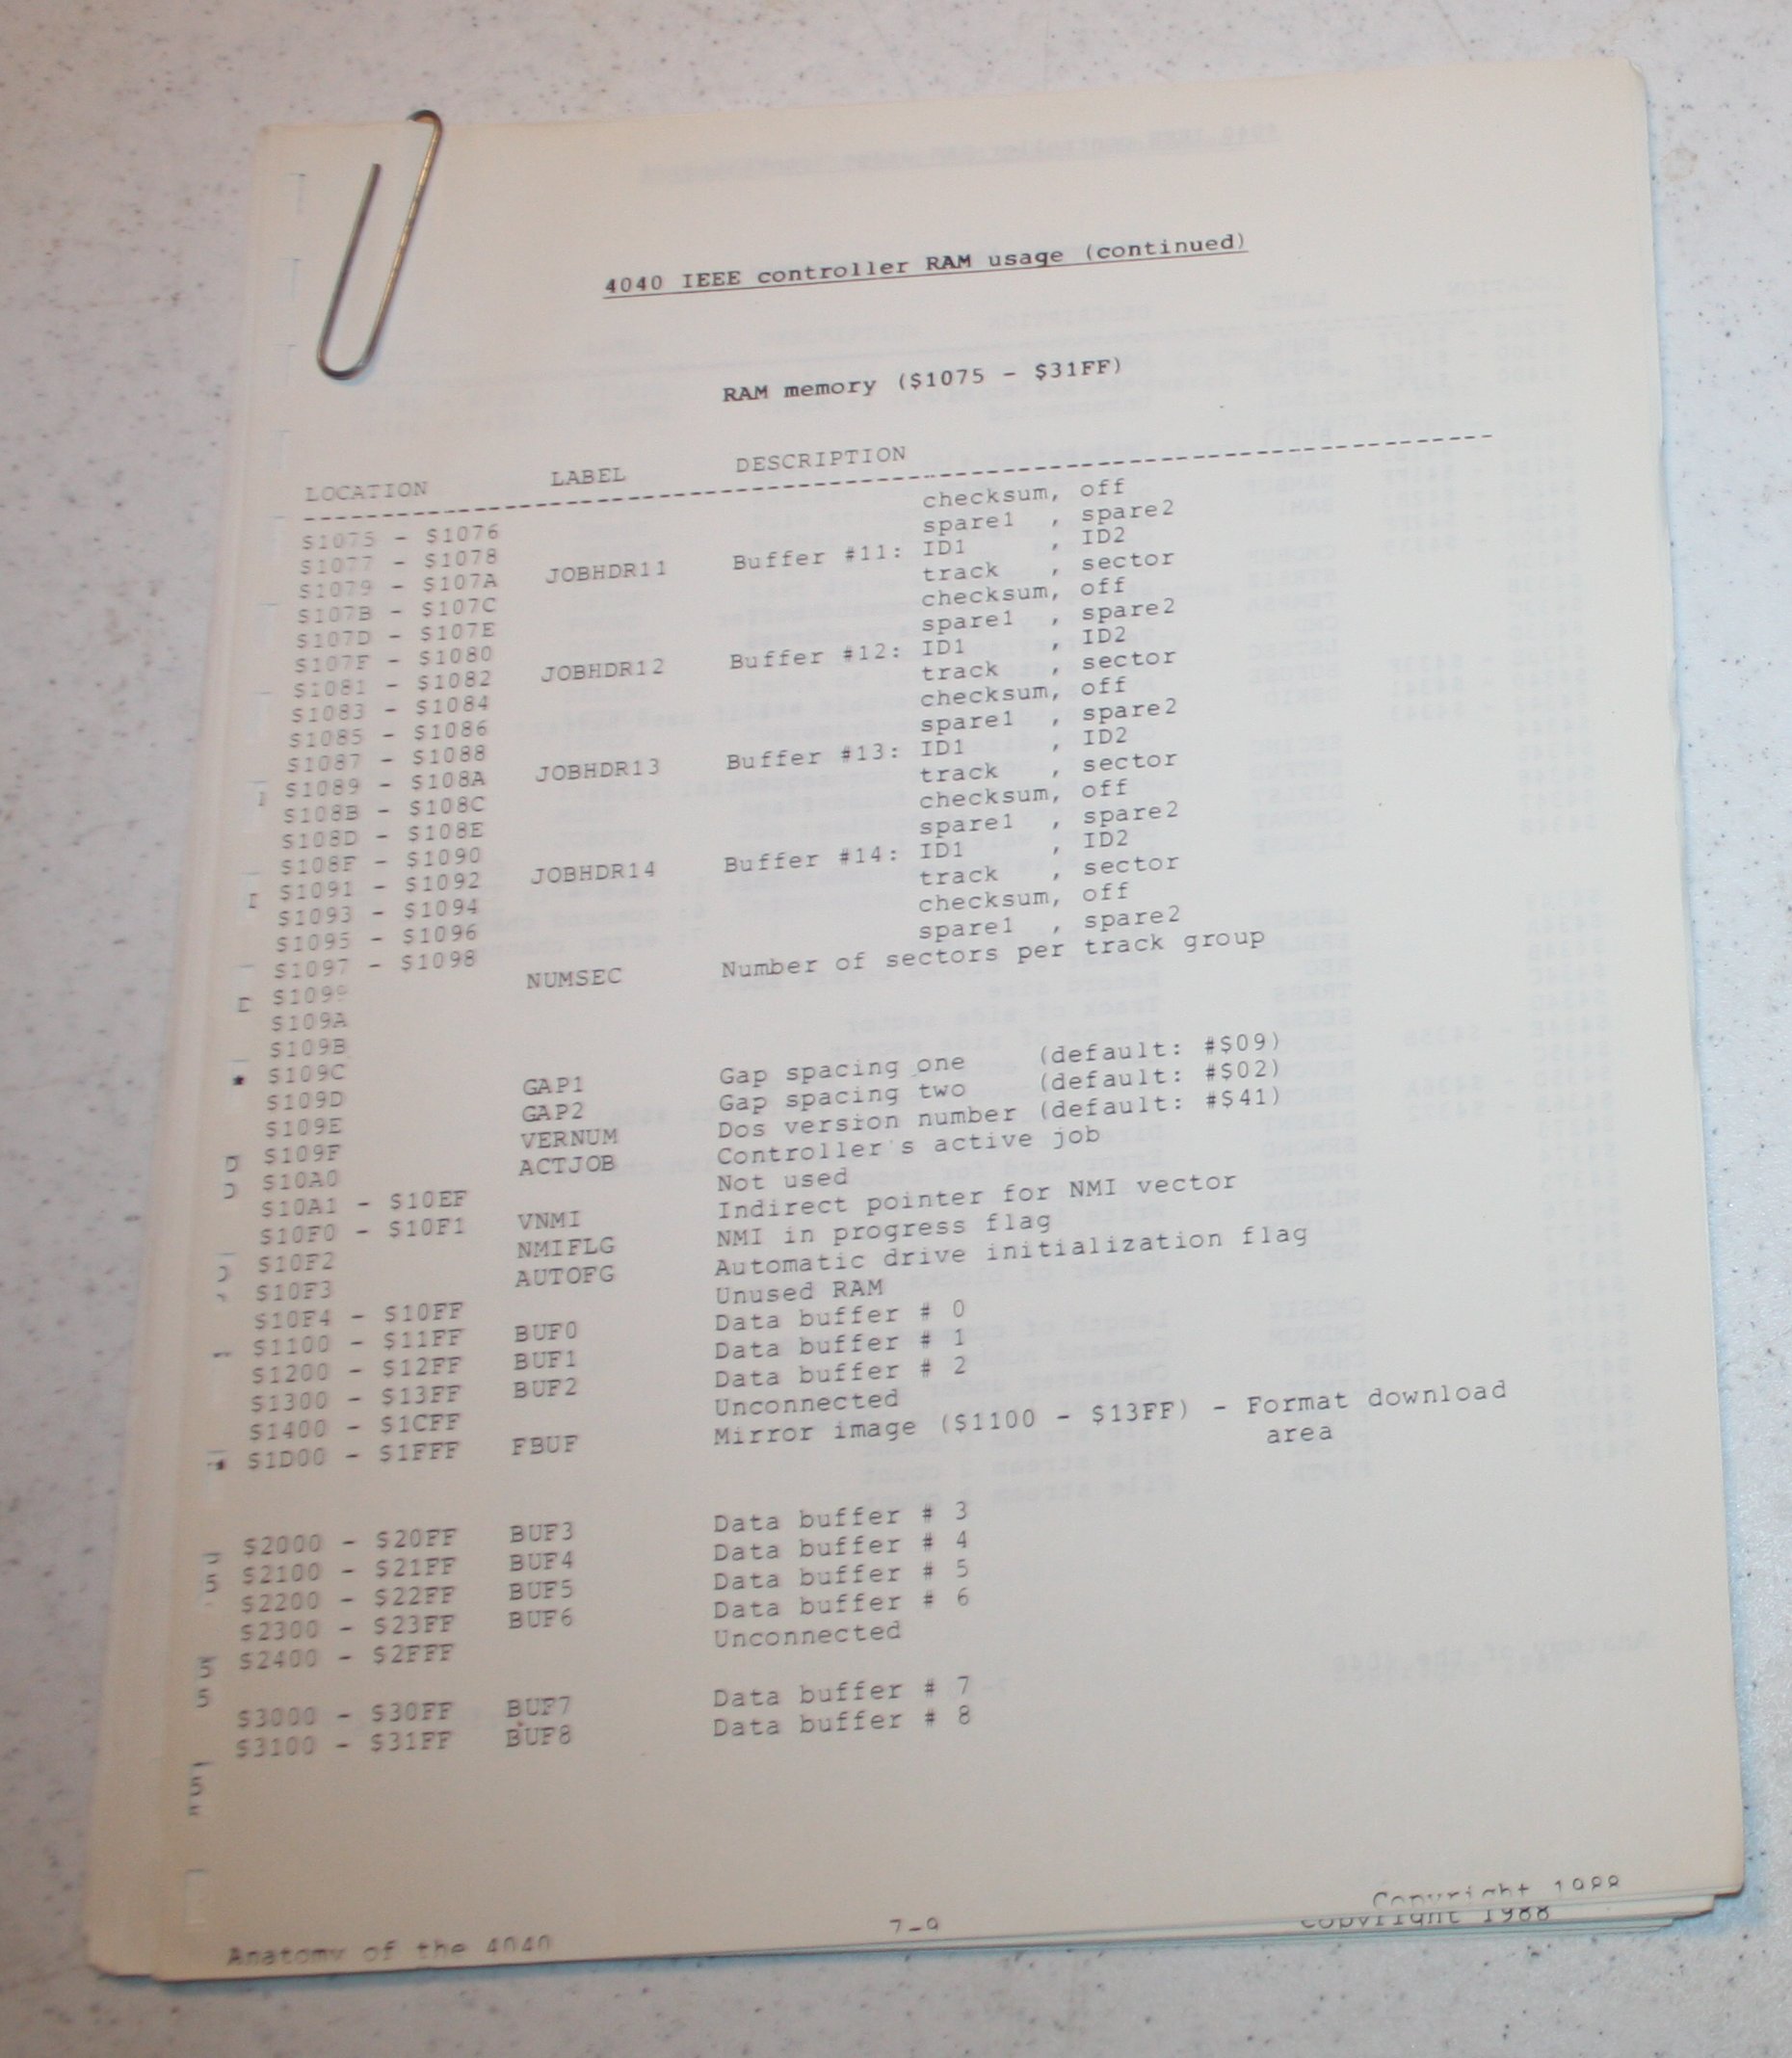 4040 IEEE controller RAM usage (continued)
RAM memory ($1075 - $31FF)
LOCATION LABEL DESCRIPTION
$1075 - $1076 checksum, off
$1077 - $1078 spare1 , spare2
$1079 - $107A JOBHDR11 Buffer #11: ID1 , ID2
$107B - $107C track , sector
$107D - $107E checksum, off
$107F - $1080 spare1 , spare2
$1081 - $1082 JOBHDR12 Buffer #12: ID1 , ID2
$1083 - $1084 track , sector
$1085 - $1086 checksum, off
$1087 - $1088 spare1 , spare2
$1089 - $108A JOBHDR13 Buffer #13: ID1 , ID2
$108B - $108C track , sector
$108D - $108E checksum, off
$108F - $1090 spare1 , spare2
$1091 - $1092 JOBHDR14 Buffer #14: ID1 , ID2
$1093 - $1094 track , sector
$1095 - $1096 checksum, off
$1097 - $1098 spare1 , spare2
$1099 NUMSEC Number of sectors per track group
$109A
$109B
$109C
$109D GAP1 Gap spacing one (default: #$09)
$109E GAP2 Gap spacing two (default: #$02)
$109F VERNUM Dos version number (default: #$41)
$10A0 ACTJOB Controller's active job
$10A1 - $10EF Not used
$10F0 - $10F1 VNMI Indirect pointer for NMI vector
$10F2 NMIFLG NMI in progress flag
$10F3 AUTOFG Automatic drive initialization flag
$10F4 - $10FF Unused RAM
$1100 - $11FF BUF0 Data buffer # 0
$1200 - $12FF BUF1 Data buffer # 1
$1300 - $13FF BUF2 Data buffer # 2
$1400 - $1CFF Unconnected
$1D00 - $1FFF FBUF Mirror image ($1100 - $13FF) - Format download
area
$2000 - $20FF BUF3 Data buffer # 3
$2100 - $21FF BUF4 Data buffer # 4
$2200 - $22FF BUF5 Data buffer # 5
$2300 - $23FF BUF6 Data buffer # 6
$2400 - $2FFF Unconnected
$3000 - $30FF BUF7 Data buffer # 7
$3100 - $31FF BUF8 Data buffer # 8
Anatomy of the 4040 7-9 Copyright 1988
Copyright 1988